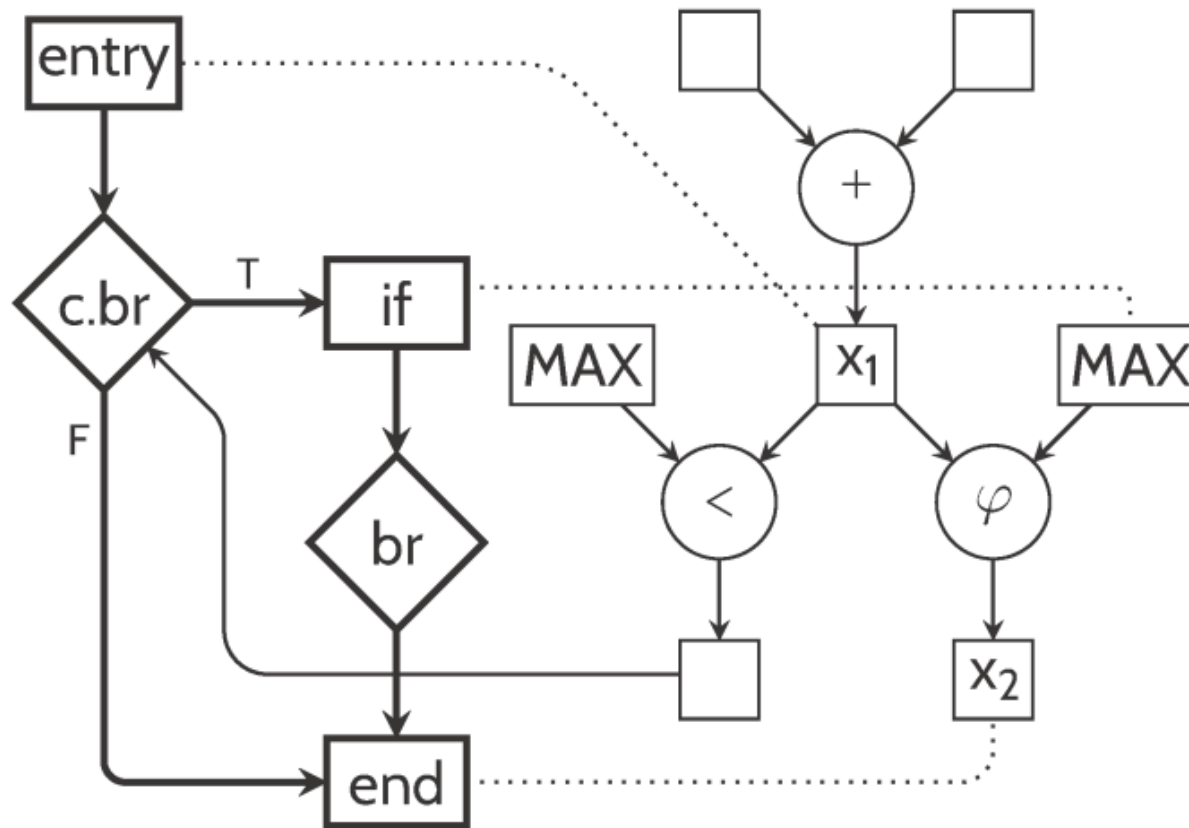 entry
+
c.br
T
if
MAX
x₁
MAX
F
<
φ
br
x₂
end